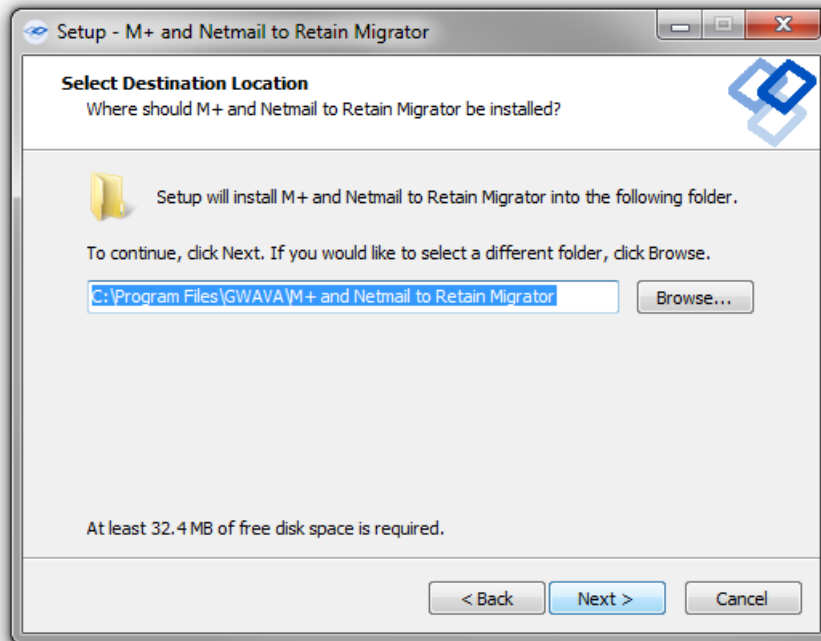 Setup - M+ and Netmail to Retain Migrator
Select Destination Location
Where should M+ and Netmail to Retain Migrator be installed?
Setup will install M+ and Netmail to Retain Migrator into the following folder.
To continue, click Next. If you would like to select a different folder, click Browse.
C:\Program Files\GWAVA\M+ and Netmail to Retain Migrator
Browse...
At least 32.4 MB of free disk space is required.
< Back
Next >
Cancel